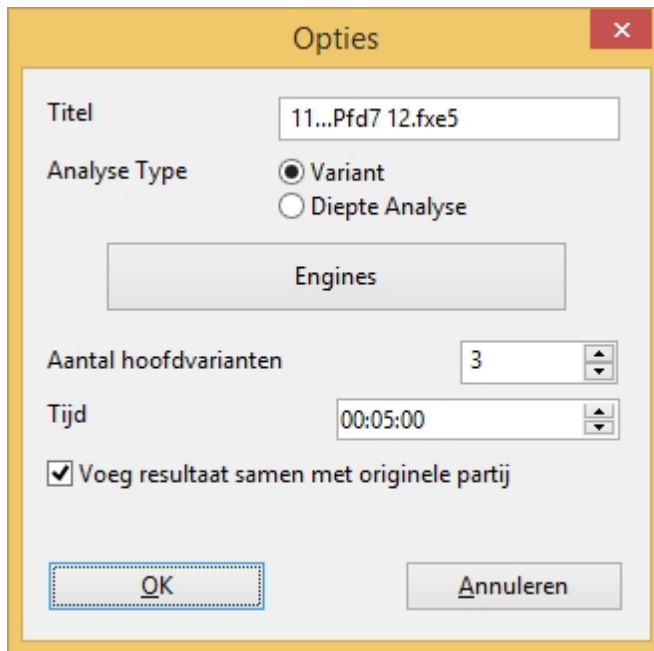 Opties
Titel 11...Pfd7 12.fxe5
Analyse Type Variant
Diepte Analyse
Engines
Aantal hoofdvarianten 3
Tijd 00:05:00
Voeg resultaat samen met originele partij
OK Annuleren